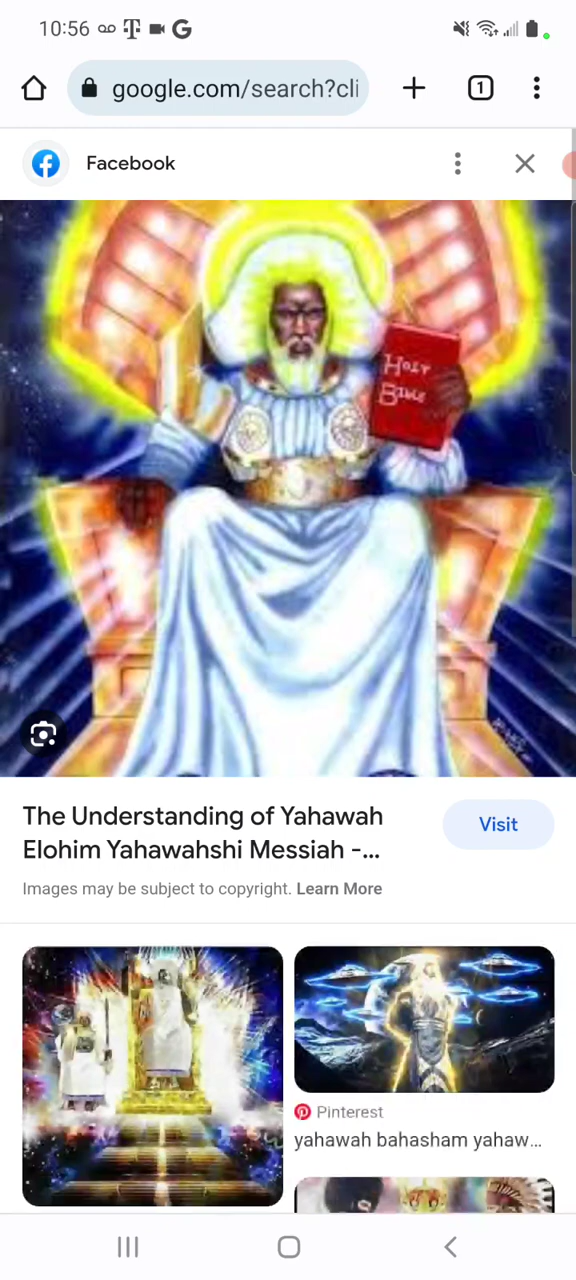 10:56
google.com/search?cli
1
Facebook
HOLY
BIBLE
The Understanding of Yahawah
Elohim Yahawahshi Messiah -...
Visit
Images may be subject to copyright. Learn More
Pinterest
yahawah bahasham yahaw...